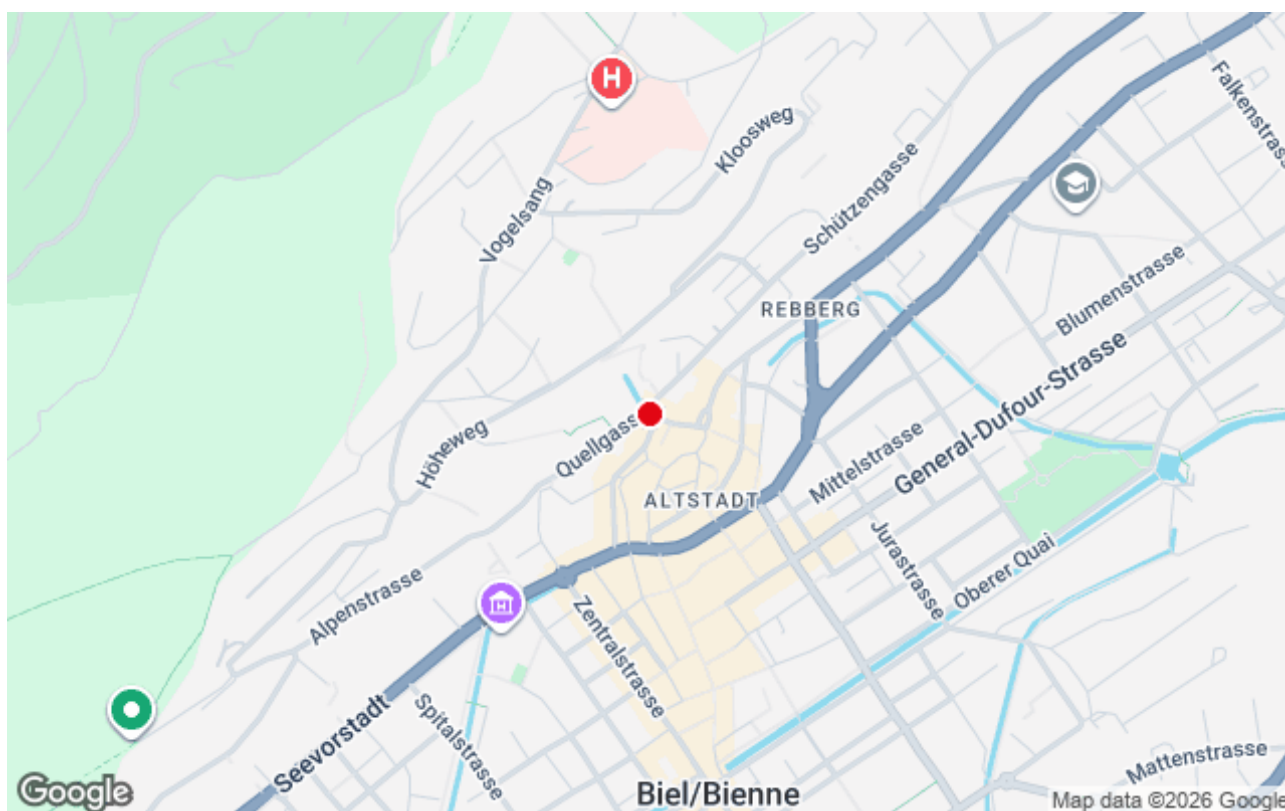 H
Falkenstrasse
Kloosweg
Vogelsang
Schützengasse
Blumenstrasse
REBBERG
General-Dufour-Strasse
Höheweg
Quellgass
Mittelstrasse
ALTSTADT
Jurastrasse
Oberer Quai
Alpenstrasse
Zentralstrasse
Seevorstadt
Spitalstrasse
Mattenstrasse
Biel/Bienne
Google
Map data ©2026 Google